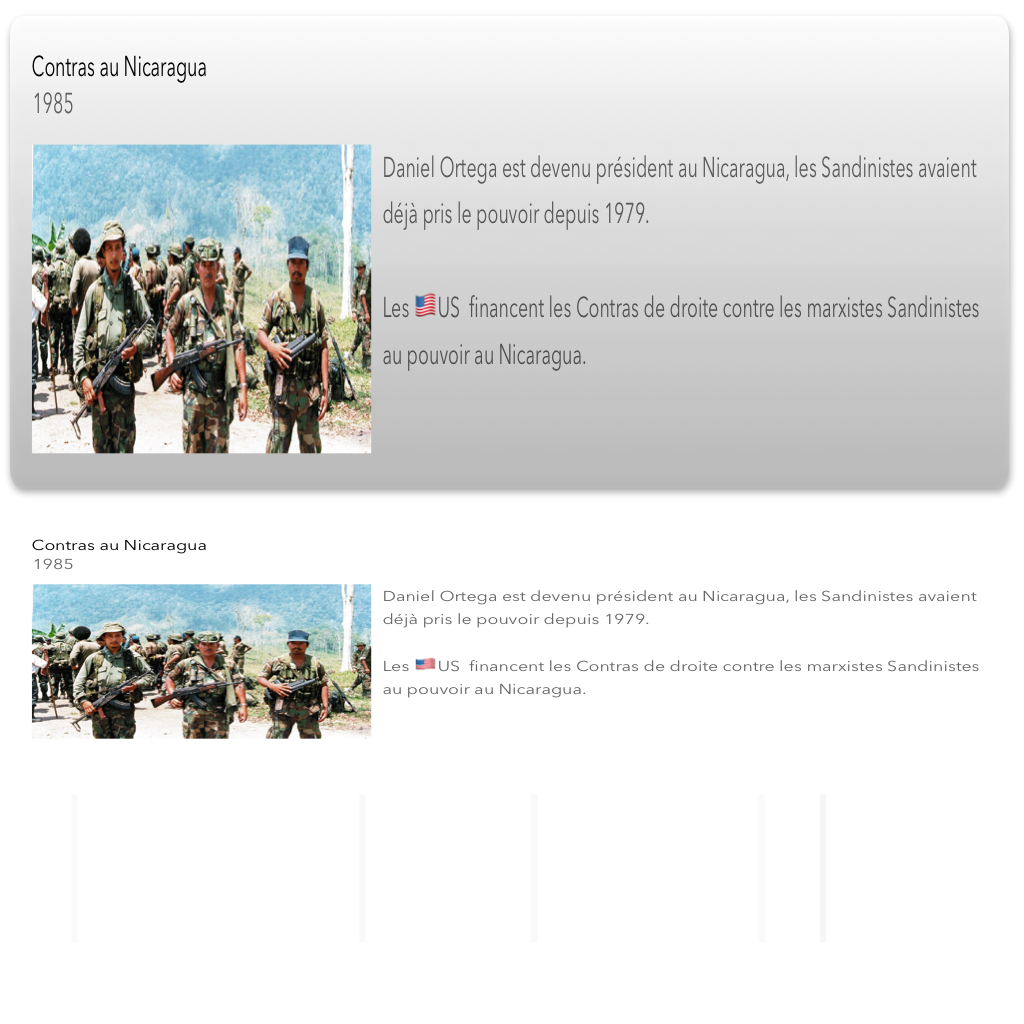 Contras au Nicaragua
1985
Daniel Ortega est devenu président au Nicaragua, les Sandinistes avaient
déjà pris le pouvoir depuis 1979.
Les 🇺🇸US  financent les Contras de droite contre les marxistes Sandinistes
au pouvoir au Nicaragua.
Contras au Nicaragua
1985
Daniel Ortega est devenu président au Nicaragua, les Sandinistes avaient
déjà pris le pouvoir depuis 1979.
Les 🇺🇸US  financent les Contras de droite contre les marxistes Sandinistes
au pouvoir au Nicaragua.